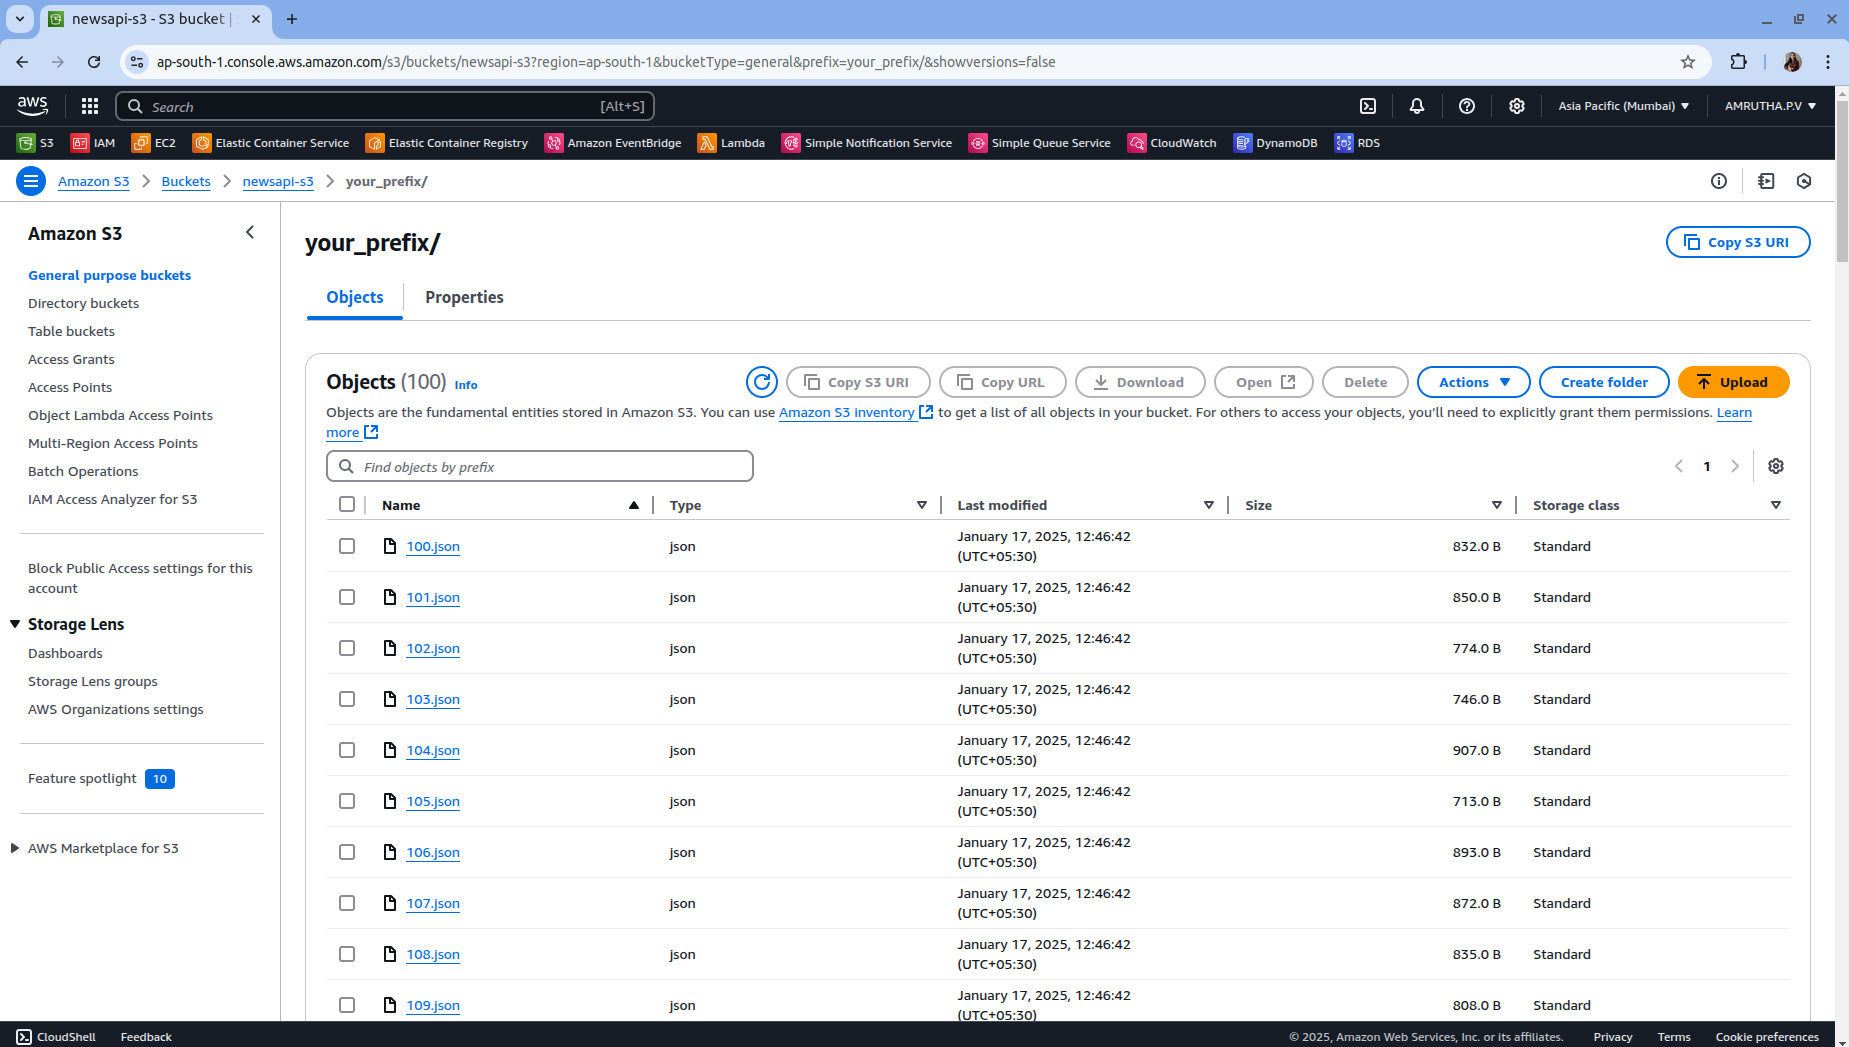 newsapi-s3 - S3 bucket |
ap-south-1.console.aws.amazon.com/s3/buckets/newsapi-s3?region=ap-south-1&bucketType=general&prefix=your_prefix/&showversions=false
aws Search [Alt+S] Asia Pacific (Mumbai) AMRUTHA.P.V
S3 IAM EC2 Elastic Container Service Elastic Container Registry Amazon EventBridge Lambda Simple Notification Service Simple Queue Service CloudWatch DynamoDB RDS
Amazon S3 Buckets newsapi-s3 your_prefix/
Amazon S3
General purpose buckets
Directory buckets
Table buckets
Access Grants
Access Points
Object Lambda Access Points
Multi-Region Access Points
Batch Operations
IAM Access Analyzer for S3
Block Public Access settings for this
account
Storage Lens
Dashboards
Storage Lens groups
AWS Organizations settings
Feature spotlight 10
AWS Marketplace for S3
your_prefix/
Copy S3 URI
Objects Properties
Objects (100) Info Copy S3 URI Copy URL Download Open Delete Actions Create folder Upload
Objects are the fundamental entities stored in Amazon S3. You can use Amazon S3 inventory to get a list of all objects in your bucket. For others to access your objects, you'll need to explicitly grant them permissions. Learn
more
Find objects by prefix 1
Name Type Last modified Size Storage class
100.json json January 17, 2025, 12:46:42 (UTC+05:30) 832.0 B Standard
101.json json January 17, 2025, 12:46:42 (UTC+05:30) 850.0 B Standard
102.json json January 17, 2025, 12:46:42 (UTC+05:30) 774.0 B Standard
103.json json January 17, 2025, 12:46:42 (UTC+05:30) 746.0 B Standard
104.json json January 17, 2025, 12:46:42 (UTC+05:30) 907.0 B Standard
105.json json January 17, 2025, 12:46:42 (UTC+05:30) 713.0 B Standard
106.json json January 17, 2025, 12:46:42 (UTC+05:30) 893.0 B Standard
107.json json January 17, 2025, 12:46:42 (UTC+05:30) 872.0 B Standard
108.json json January 17, 2025, 12:46:42 (UTC+05:30) 835.0 B Standard
109.json json January 17, 2025, 12:46:42 (UTC+05:30) 808.0 B Standard
CloudShell Feedback © 2025, Amazon Web Services, Inc. or its affiliates. Privacy Terms Cookie preferences